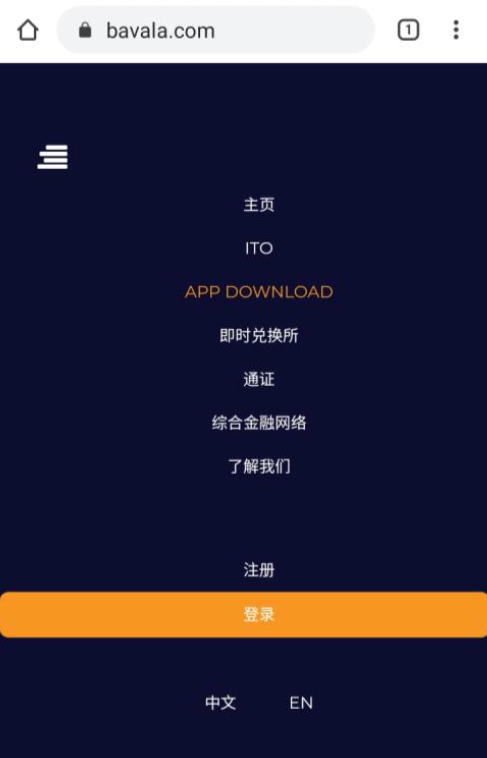 bavala.com
1
主页
ITO
APP DOWNLOAD
即时兑换所
通证
综合金融网络
了解我们
注册
登录
中文 EN